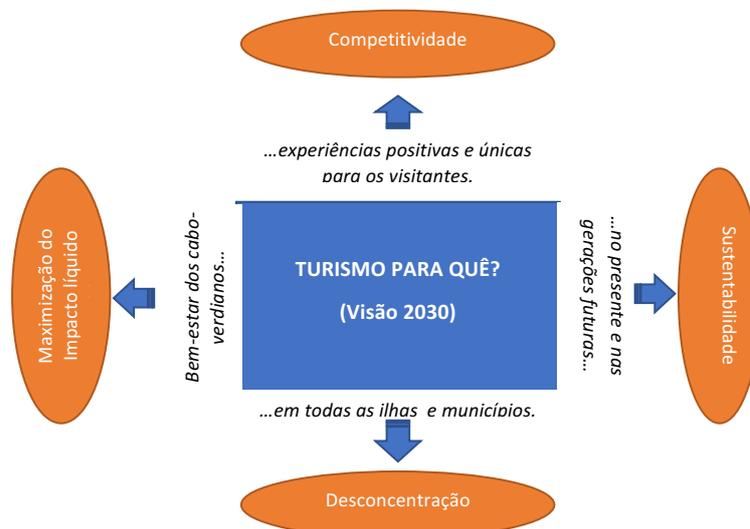 Competitividade
...experiências positivas e únicas
para os visitantes.
Maximização do
Impacto líquido
Bem-estar dos cabo-
verdianos...
TURISMO PARA QUÊ?
(Visão 2030)
...no presente e nas
gerações futuras...
Sustentabilidade
...em todas as ilhas e municípios.
Desconcentração